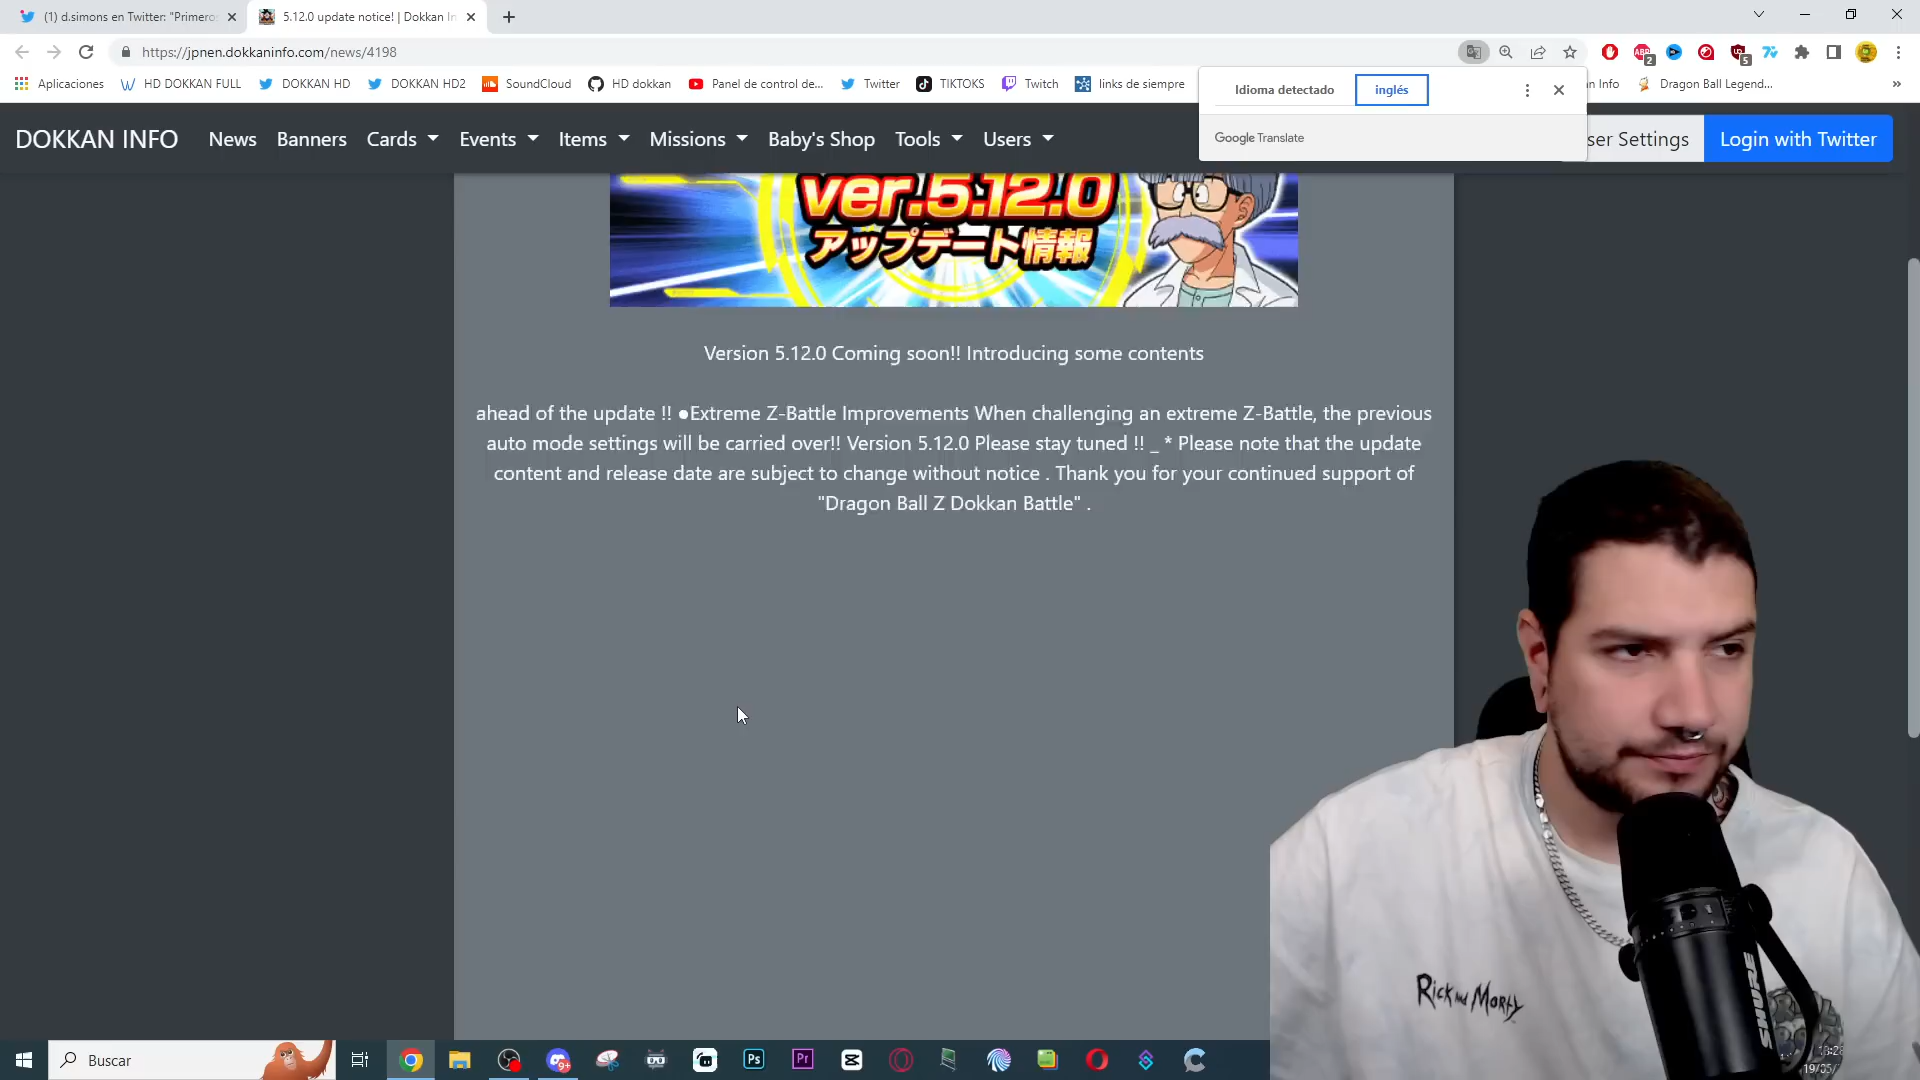 (1) d.simons en Twitter: "Primero
5.12.0 update notice! | Dokkan In
https://jpnen.dokkaninfo.com/news/4198
Aplicaciones
HD DOKKAN FULL
DOKKAN HD
DOKKAN HD2
SoundCloud
HD dokkan
Panel de control de...
Twitter
TIKTOKS
Twitch
links de siempre
n Info
Dragon Ball Legend...
»
Idioma detectado
inglés
Google Translate
DOKKAN INFO
News
Banners
Cards
Events
Items
Missions
Baby's Shop
Tools
Users
ser Settings
Login with Twitter
ver.5.12.0
アップデート情報
Version 5.12.0 Coming soon!! Introducing some contents
ahead of the update !! ●Extreme Z-Battle Improvements When challenging an extreme Z-Battle, the previous
auto mode settings will be carried over!! Version 5.12.0 Please stay tuned !! _ * Please note that the update
content and release date are subject to change without notice . Thank you for your continued support of
"Dragon Ball Z Dokkan Battle" .
Rick and Morty
SHURE
Buscar
9+
Ps
Pr
18:28
19/05/